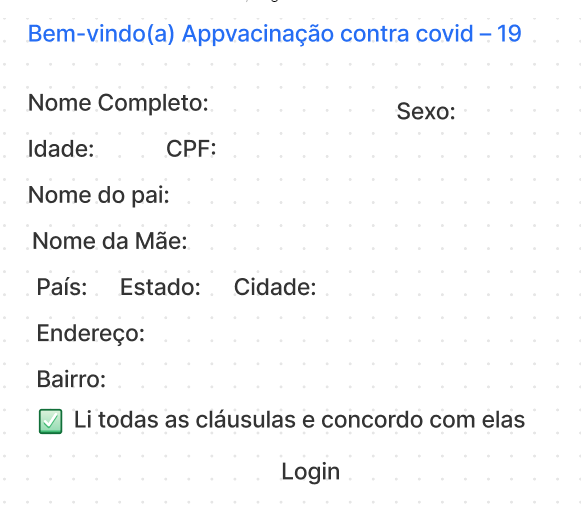 Bem-vindo(a) Appvacinação contra covid – 19
Nome Completo: Sexo:
Idade: CPF:
Nome do pai:
Nome da Mãe:
País: Estado: Cidade:
Endereço:
Bairro:
✅ Li todas as cláusulas e concordo com elas
Login